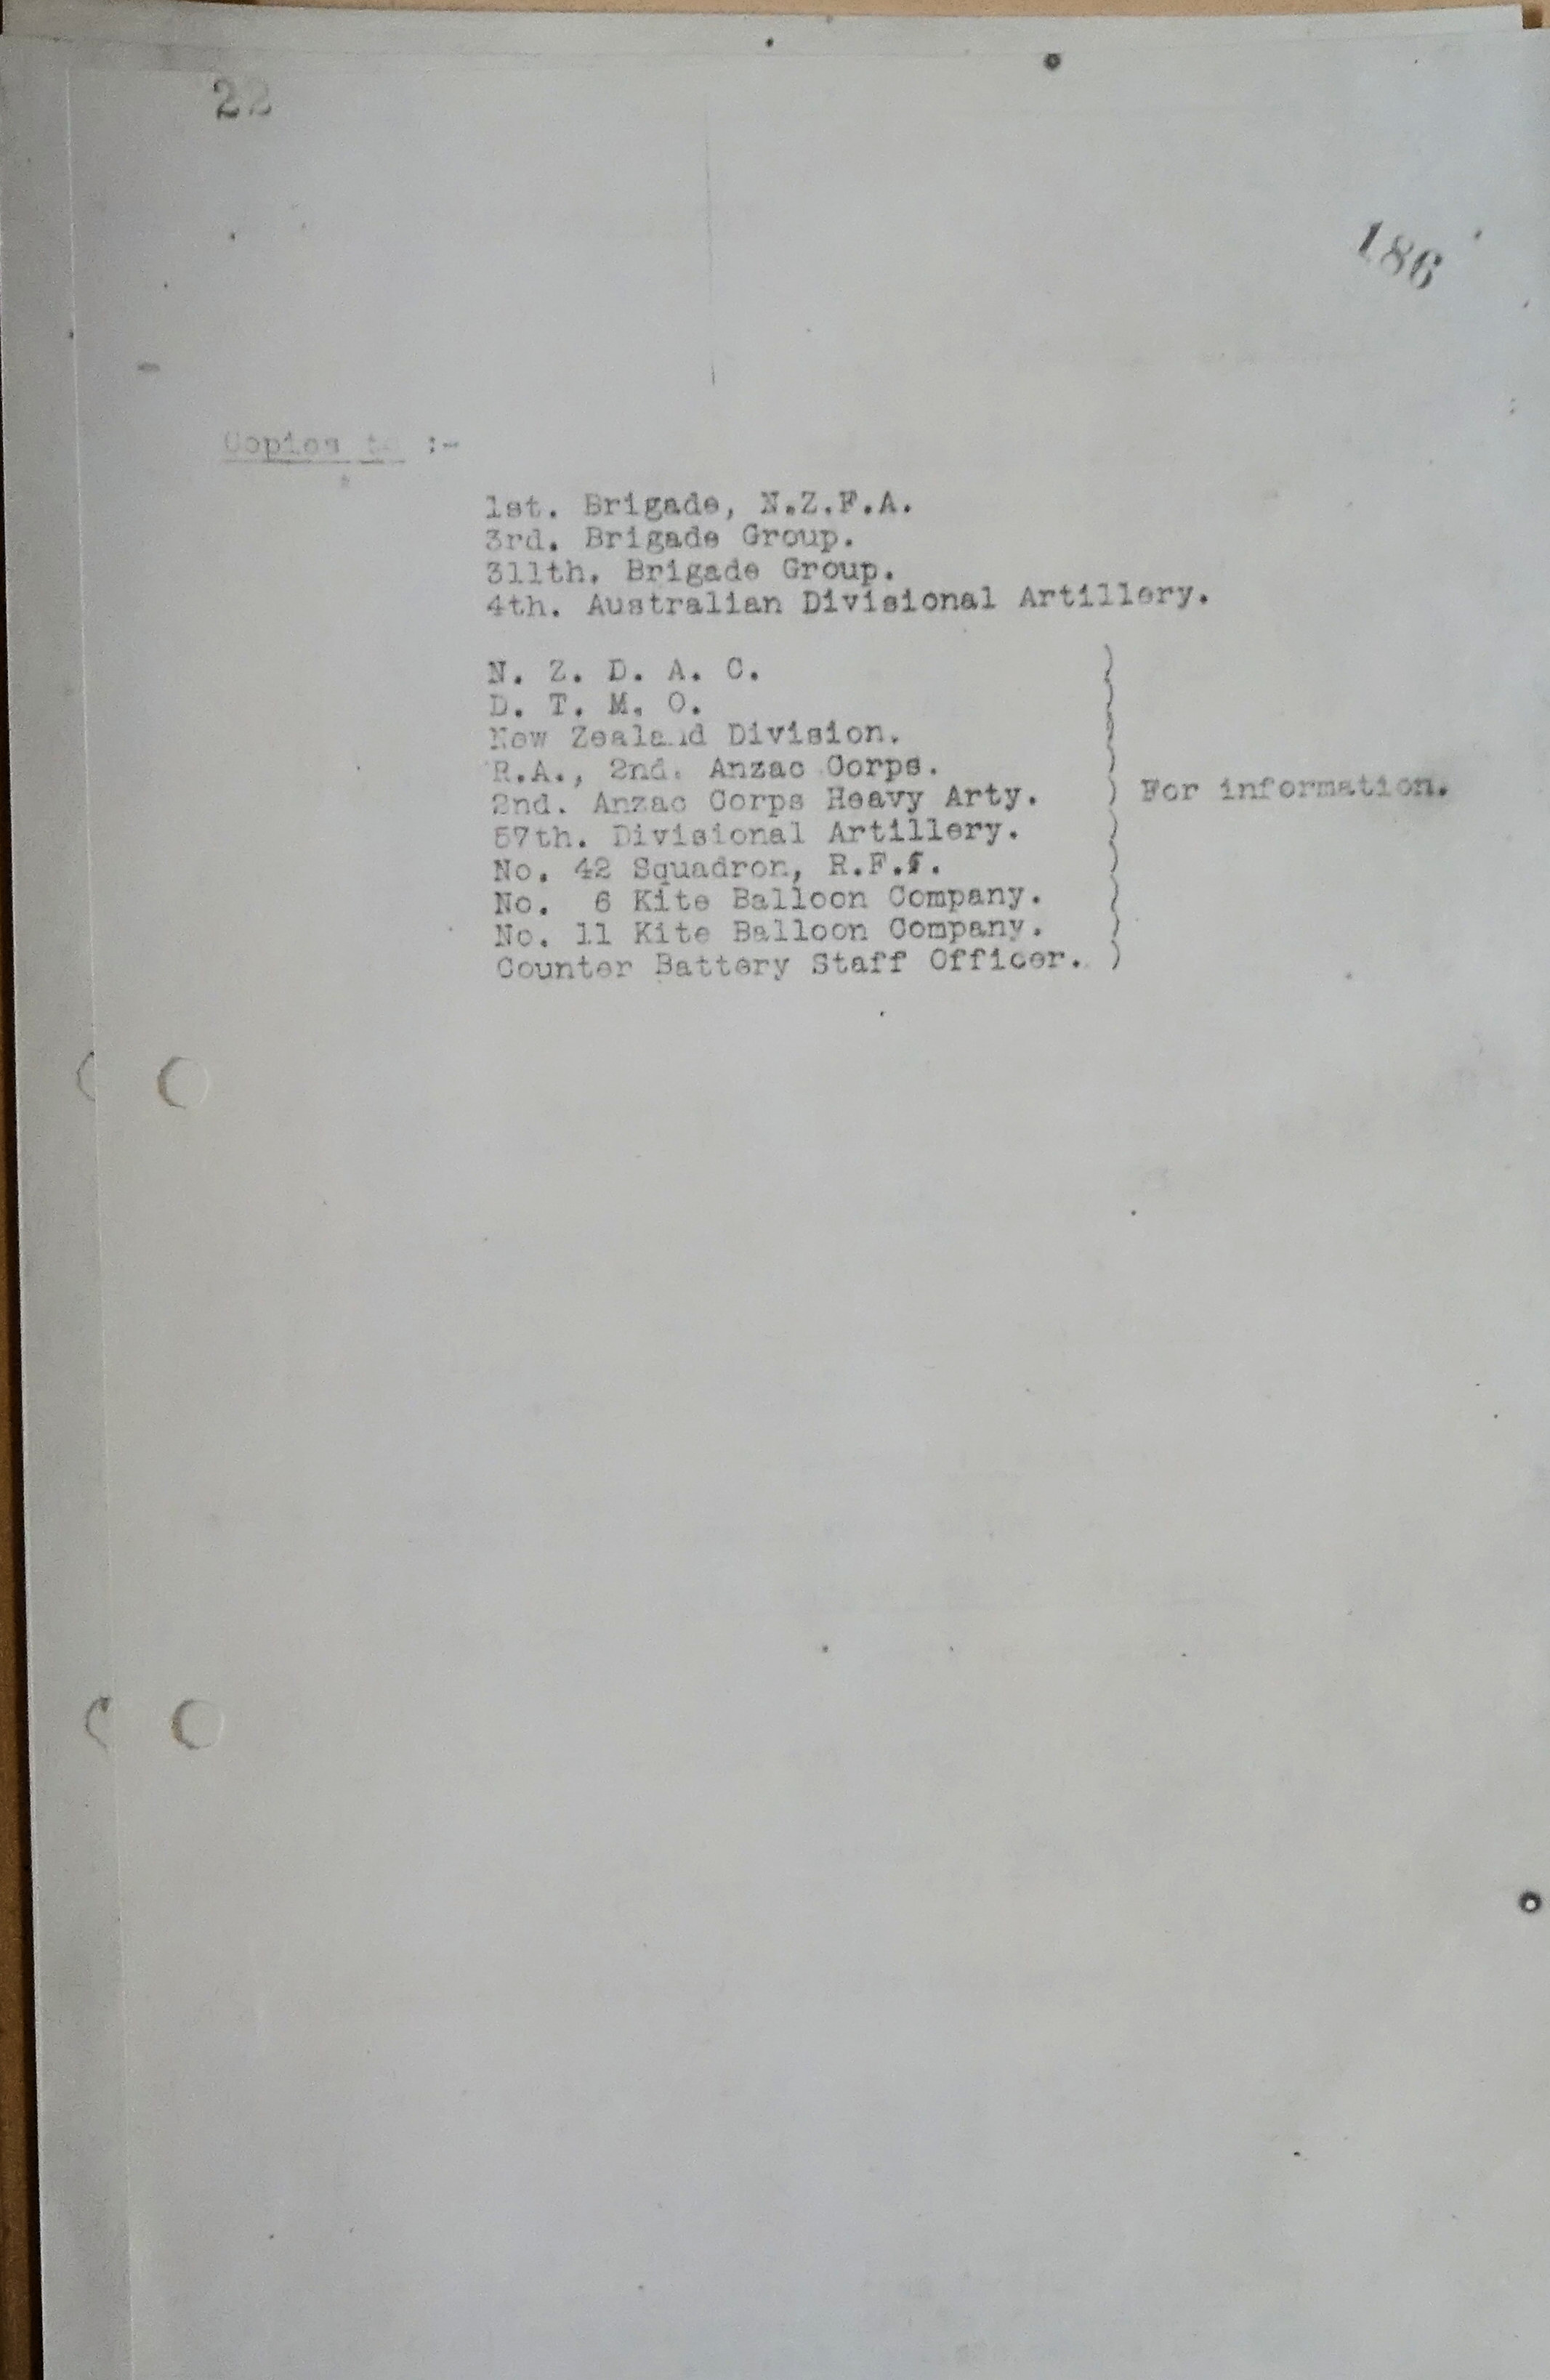 22
186
Copies to :-
1st. Brigade, N.Z.F.A.
3rd. Brigade Group.
311th. Brigade Group.
4th. Australian Divisional Artillery.
N. Z. D. A. C. )
D. T. M. O. )
New Zealand Division. )
R.A., 2nd. Anzac Corps. )
2nd. Anzac Corps Heavy Arty. ) For information.
57th. Divisional Artillery. )
No. 42 Squadron, R.F.C. )
No. 6 Kite Balloon Company. )
No. 11 Kite Balloon Company. )
Counter Battery Staff Officer. )